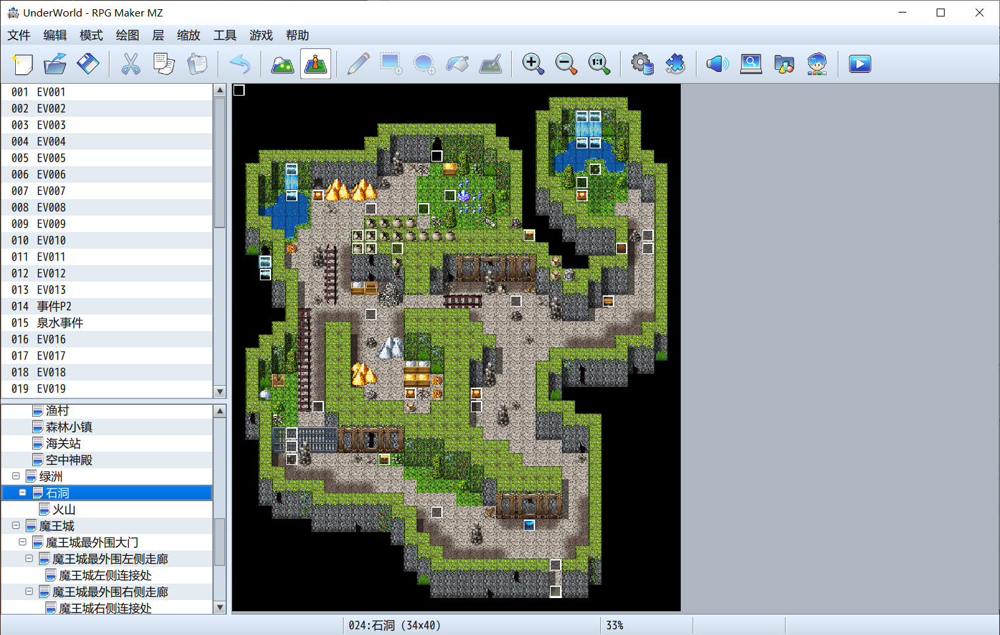 UnderWorld - RPG Maker MZ
文件 编辑 模式 绘图 层 缩放 工具 游戏 帮助
1:1
001 EV001
002 EV002
003 EV003
004 EV004
005 EV005
006 EV006
007 EV007
008 EV008
009 EV009
010 EV010
011 EV011
012 EV012
013 EV013
014 事件P2
015 泉水事件
016 EV016
017 EV017
018 EV018
019 EV019
渔村
森林小镇
海关站
空中神殿
绿洲
石洞
火山
魔王城
魔王城最外围大门
魔王城最外围左侧走廊
魔王城左侧连接处
魔王城最外围右侧走廊
魔王城右侧连接处
024:石洞 (34×40)
33%